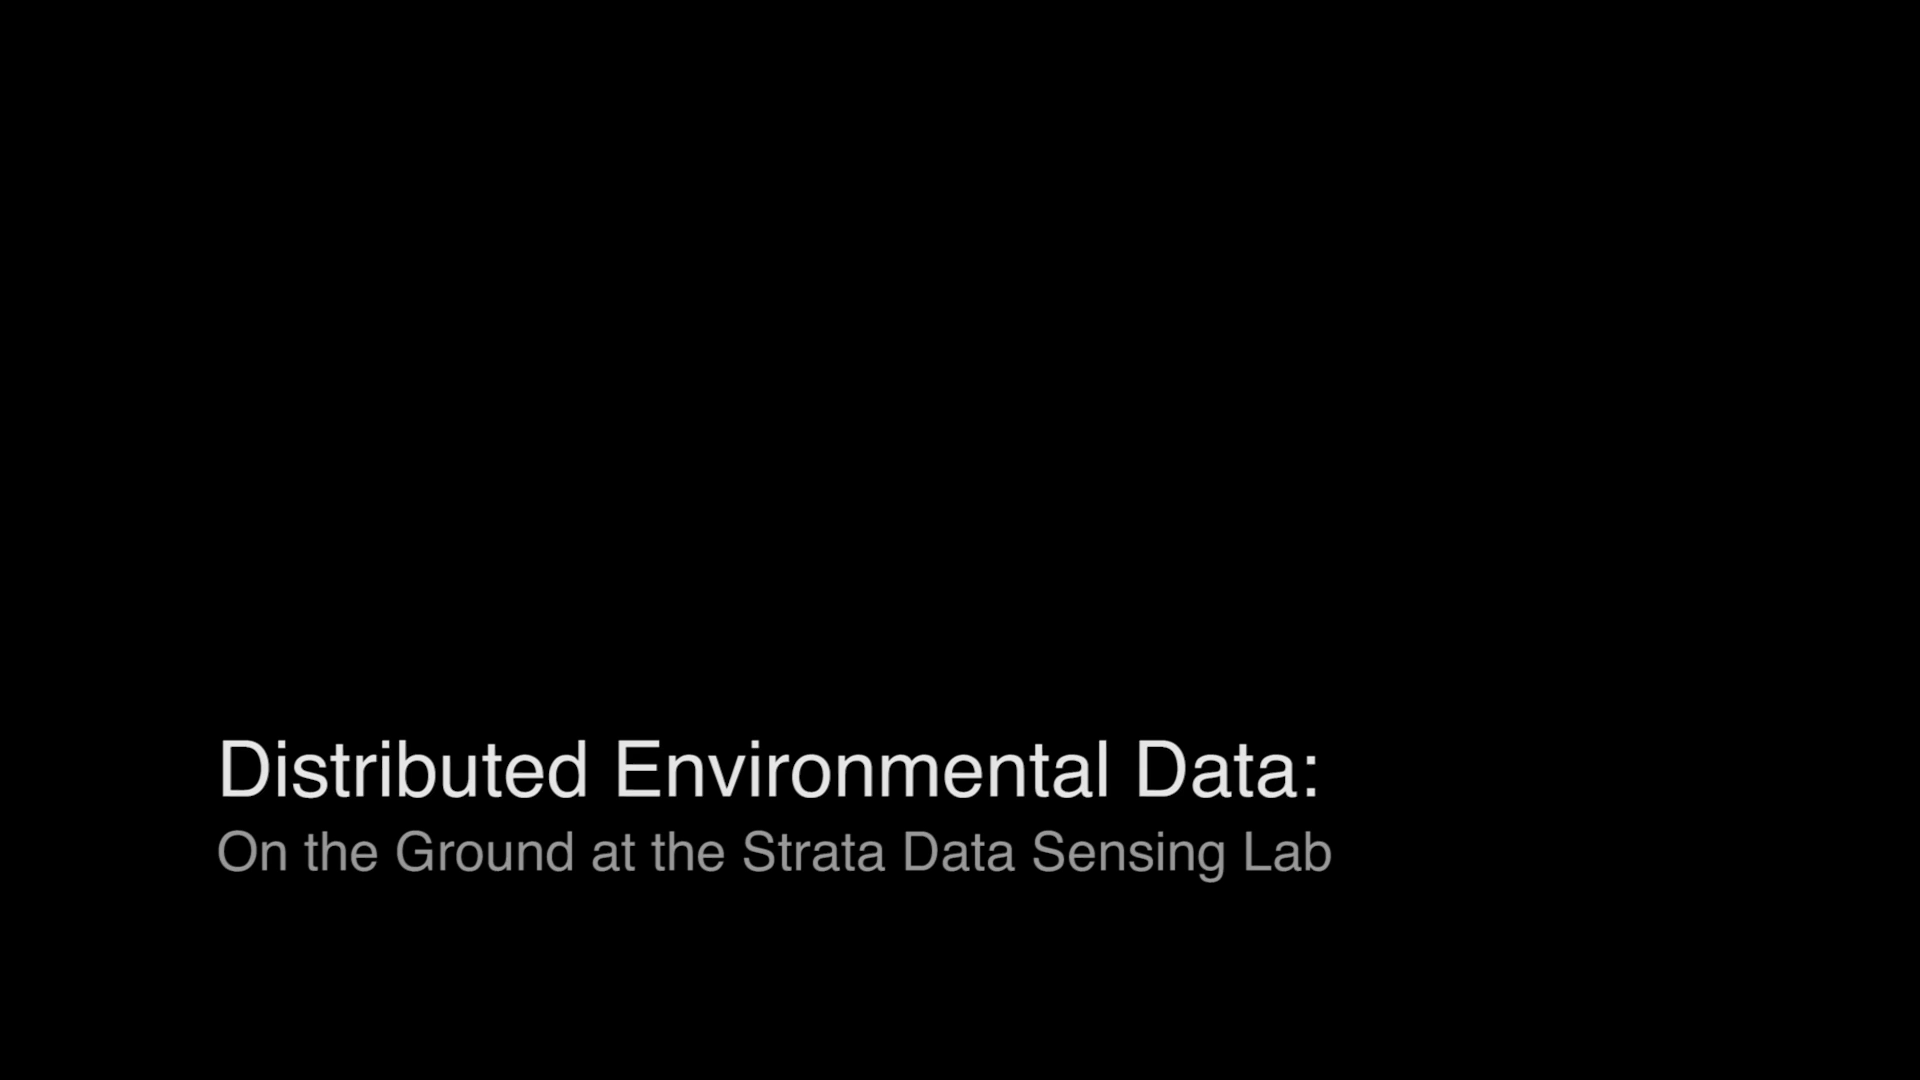 Distributed Environmental Data:
On the Ground at the Strata Data Sensing Lab